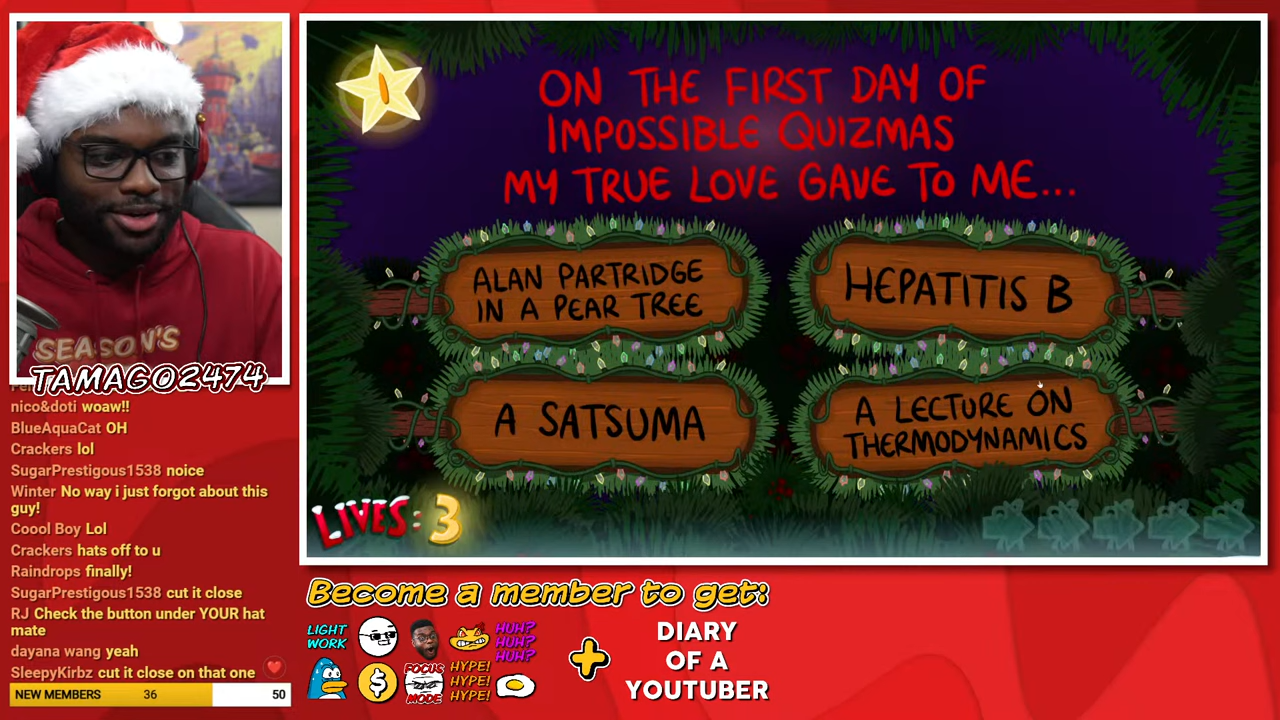 SEASON'S
TAMAGO2474
nico&doti woaw!!
BlueAquaCat OH
Crackers lol
SugarPrestigous1538 noice
Winter No way i just forgot about this
guy!
Coool Boy Lol
Crackers hats off to u
Raindrops finally!
SugarPrestigous1538 cut it close
RJ Check the button under YOUR hat
mate
dayana wang yeah
SleepyKirbz cut it close on that one
NEW MEMBERS 36 50
1
ON THE FIRST DAY OF
IMPOSSIBLE QUIZMAS
MY TRUE LOVE GAVE TO ME...
ALAN PARTRIDGE
IN A PEAR TREE
HEPATITIS B
A SATSUMA
A LECTURE ON
THERMODYNAMICS
LIVES: 3
Become a member to get:
LIGHT
WORK
FOCUS
MODE
HYPE!
HYPE!
HYPE!
HUH?
HUH?
HUH?
$
+
DIARY
OF A
YOUTUBER